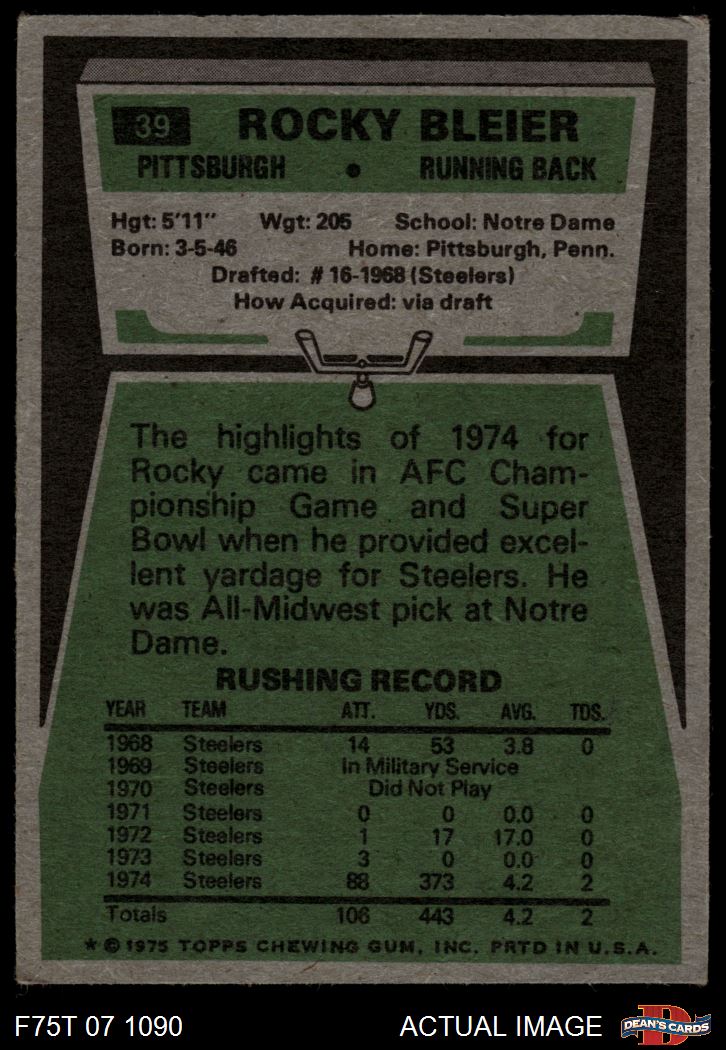 39 ROCKY BLEIER
PITTSBURGH • RUNNING BACK
Hgt: 5'11" Wgt: 205 School: Notre Dame
Born: 3-5-46 Home: Pittsburgh, Penn.
Drafted: #16-1968 (Steelers)
How Acquired: via draft
The highlights of 1974 for
Rocky came in AFC Cham-
pionship Game and Super
Bowl when he provided excel-
lent yardage for Steelers. He
was All-Midwest pick at Notre
Dame.
RUSHING RECORD
YEAR TEAM ATT. YDS. AVG. TDS.
1968 Steelers 14 53 3.8 0
1969 Steelers In Military Service
1970 Steelers Did Not Play
1971 Steelers 0 0 0.0 0
1972 Steelers 1 17 17.0 0
1973 Steelers 3 0 0.0 0
1974 Steelers 88 373 4.2 2
Totals 106 443 4.2 2
★ © 1975 TOPPS CHEWING GUM, INC. PRTD IN U.S.A.
F75T 07 1090 ACTUAL IMAGE D DEAN'S CARDS